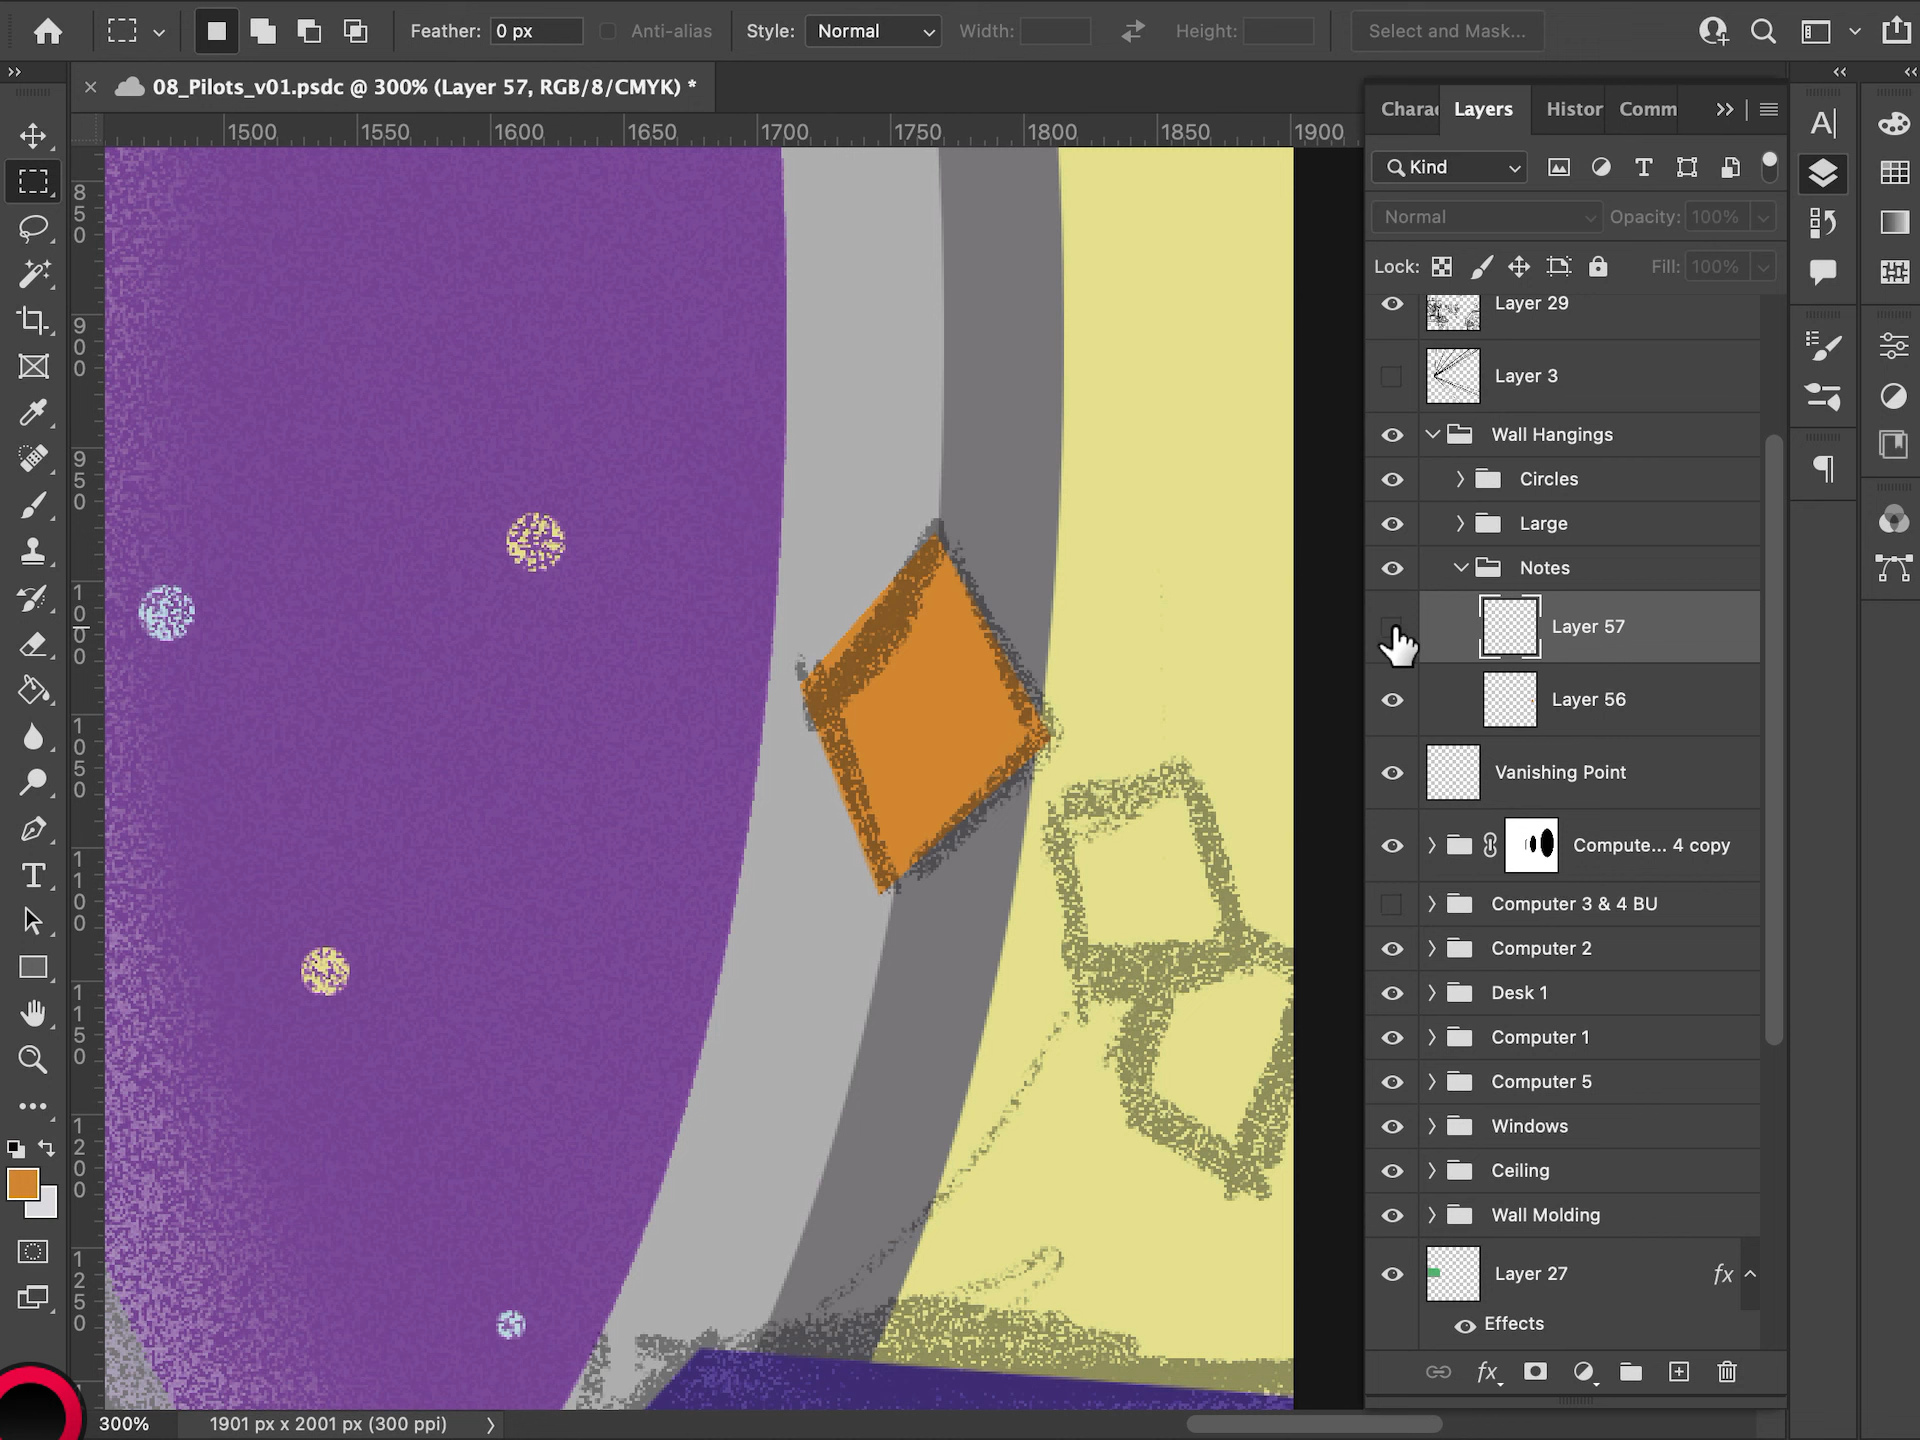 Feather: 0 px Anti-alias Style: Normal Width: Height: Select and Mask...
08_Pilots_v01.psdc @ 300% (Layer 57, RGB/8/CMYK) *
1500 1550 1600 1650 1700 1750 1800 1850 1900
850
900
950
1000
1050
1100
1150
1200
1250
Charac Layers Histor Comm
Kind
Normal Opacity: 100%
Lock: Fill: 100%
Layer 29
Layer 3
Wall Hangings
Circles
Large
Notes
Layer 57
Layer 56
Vanishing Point
Compute... 4 copy
Computer 3 & 4 BU
Computer 2
Desk 1
Computer 1
Computer 5
Windows
Ceiling
Wall Molding
Layer 27 fx
Effects
fx
300% 1901 px x 2001 px (300 ppi)